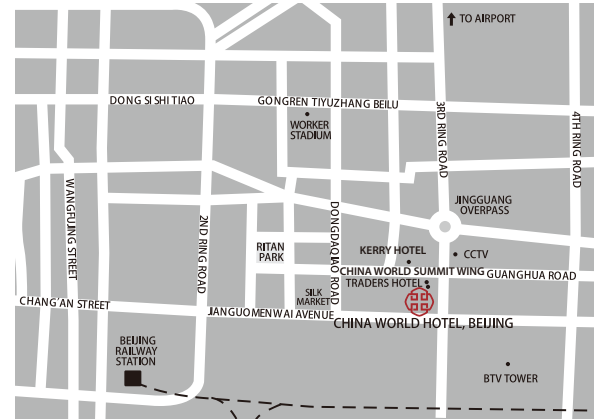 TO AIRPORT
DONG SI SHI TIAO
GONGREN TIYUZHANG BEILU
WORKER
STADIUM
3RD RING ROAD
4TH RING ROAD
WANGFUJING STREET
2ND RING ROAD
DONGDAQIAO ROAD
JINGGUANG
OVERPASS
RITAN
PARK
KERRY HOTEL
CCTV
CHINA WORLD SUMMIT WING
GUANGHUA ROAD
TRADERS HOTEL
SILK
MARKET
CHANG'AN STREET
JIANGUOMENWAI AVENUE
CHINA WORLD HOTEL, BEIJING
BEIJING
RAILWAY
STATION
BTV TOWER